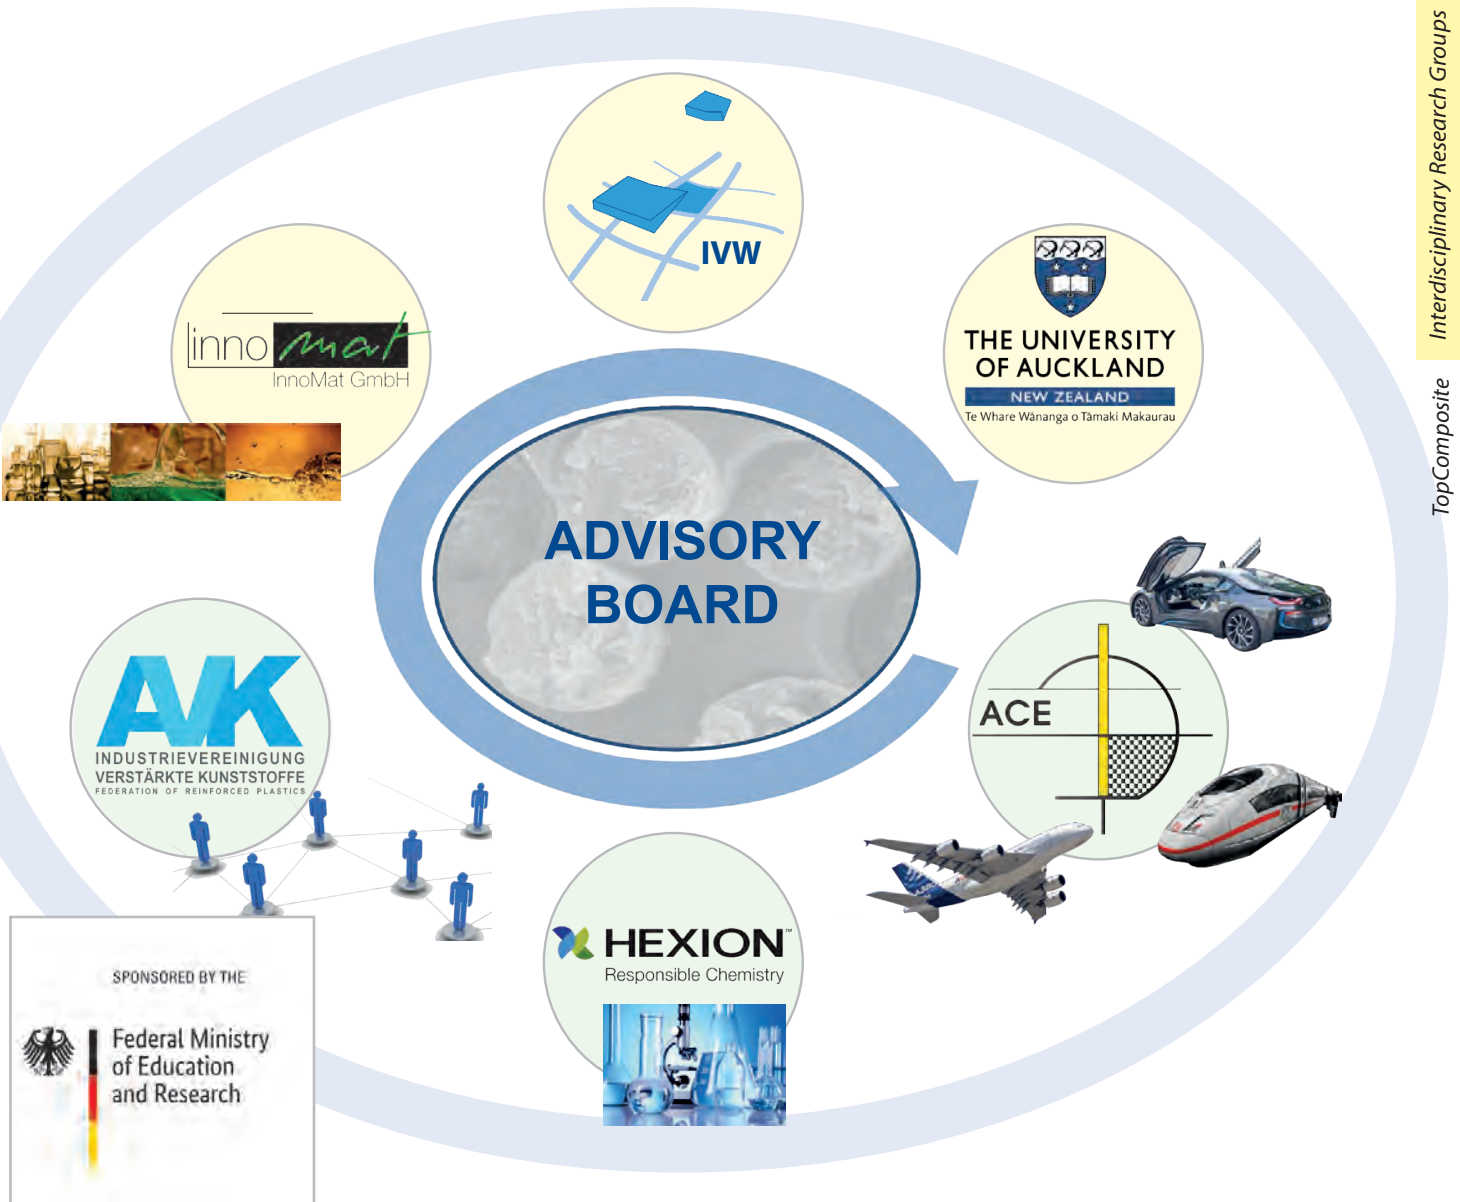 Interdisciplinary Research Groups
TopComposite
IVW
inno mat
InnoMat GmbH
THE UNIVERSITY
OF AUCKLAND
NEW ZEALAND
Te Whare Wānanga o Tāmaki Makaurau
ADVISORY
BOARD
AVK
INDUSTRIEVEREINIGUNG
VERSTÄRKTE KUNSTSTOFFE
FEDERATION OF REINFORCED PLASTICS
ACE
HEXION™
Responsible Chemistry
SPONSORED BY THE
Federal Ministry
of Education
and Research